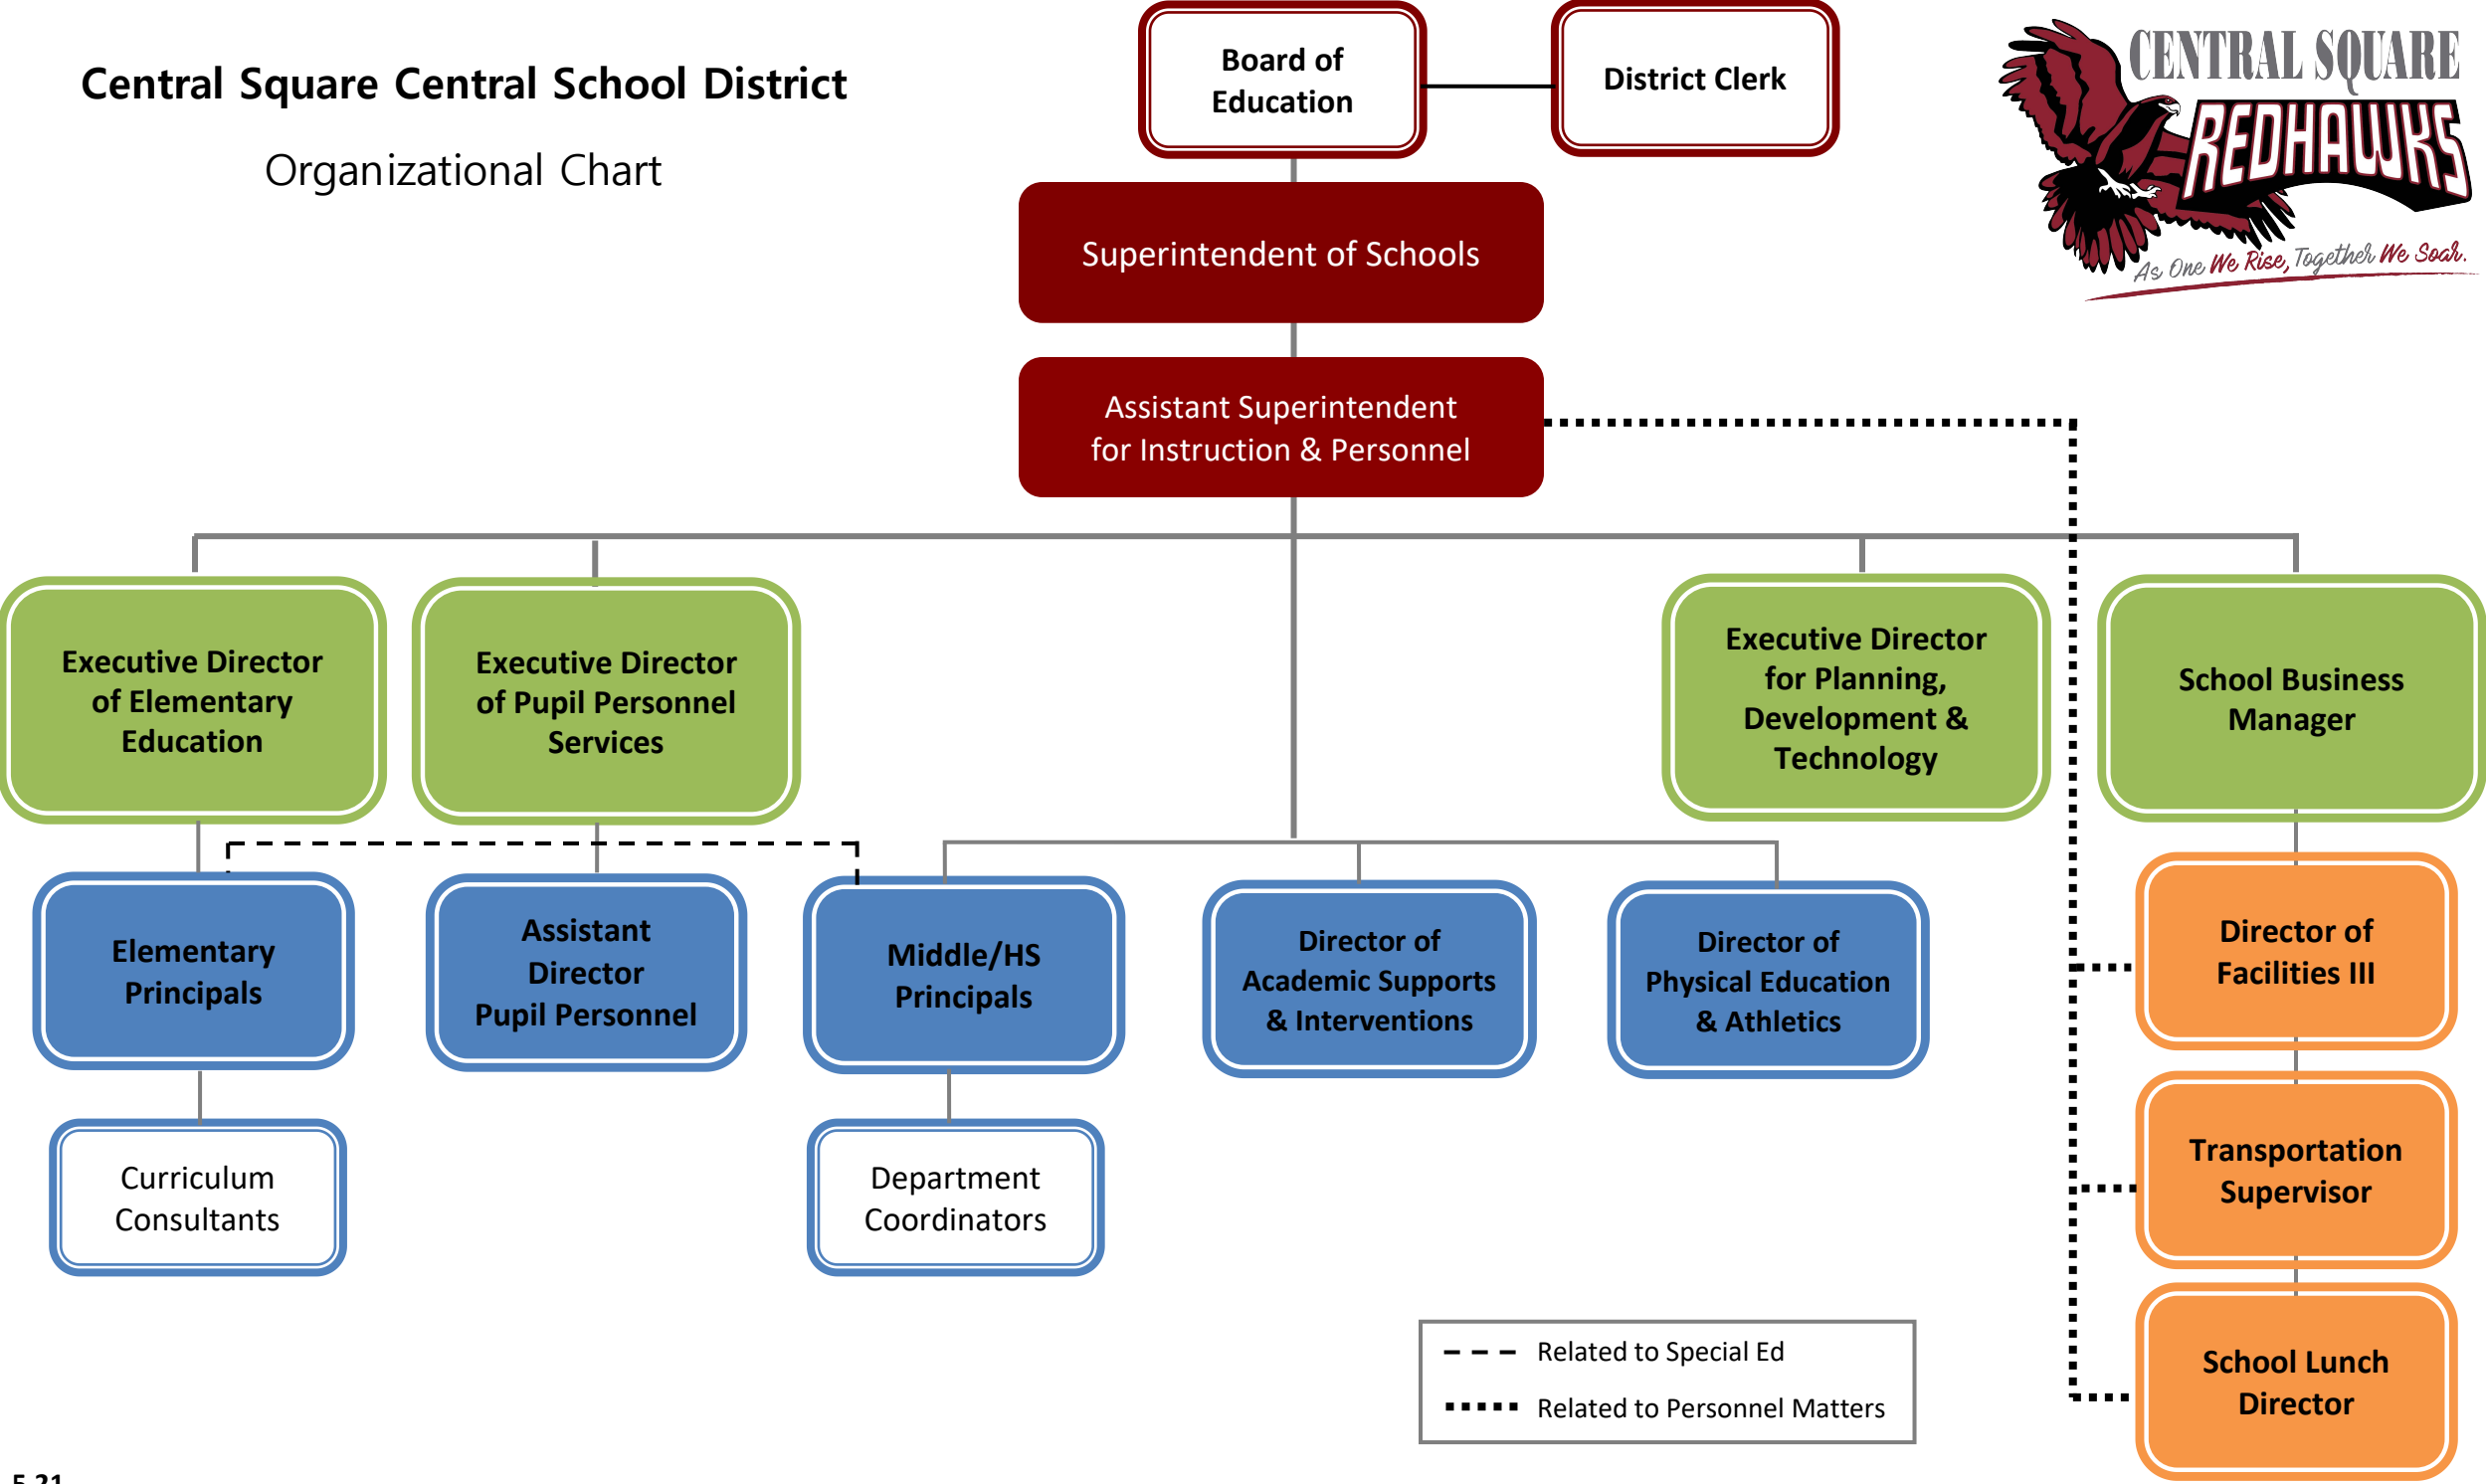 Central Square Central School District
Organizational Chart
Board of
Education
District Clerk
CENTRAL SQUARE
REDHAWKS
As One We Rise, Together We Soar.
Superintendent of Schools
Assistant Superintendent
for Instruction & Personnel
Executive Director
of Elementary
Education
Executive Director
of Pupil Personnel
Services
Executive Director
for Planning,
Development &
Technology
School Business
Manager
Elementary
Principals
Assistant
Director
Pupil Personnel
Middle/HS
Principals
Director of
Academic Supports
& Interventions
Director of
Physical Education
& Athletics
Director of
Facilities III
Curriculum
Consultants
Department
Coordinators
Transportation
Supervisor
School Lunch
Director
Related to Special Ed
Related to Personnel Matters
5.21